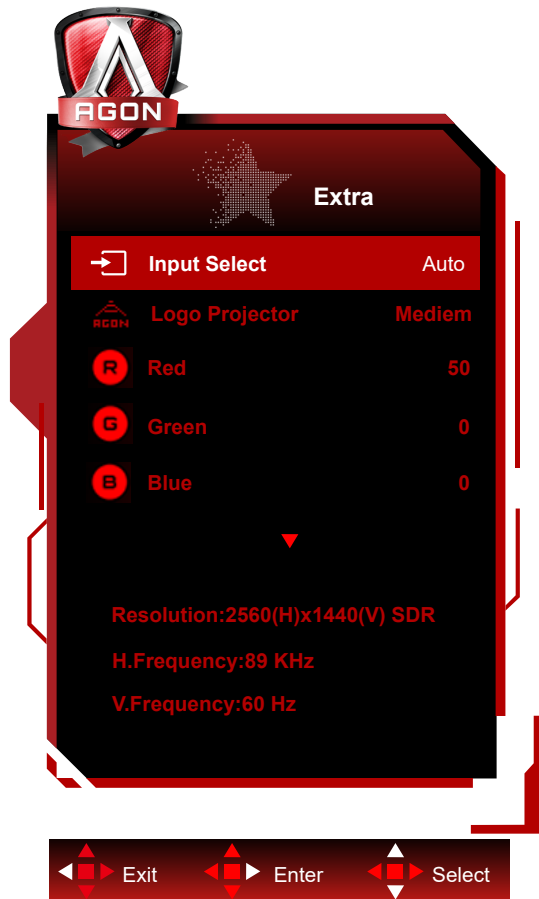 AGON
Extra
Input Select Auto
AGON Logo Projector Mediem
R Red 50
G Green 0
B Blue 0
Resolution:2560(H)x1440(V) SDR
H.Frequency:89 KHz
V.Frequency:60 Hz
Exit Enter Select